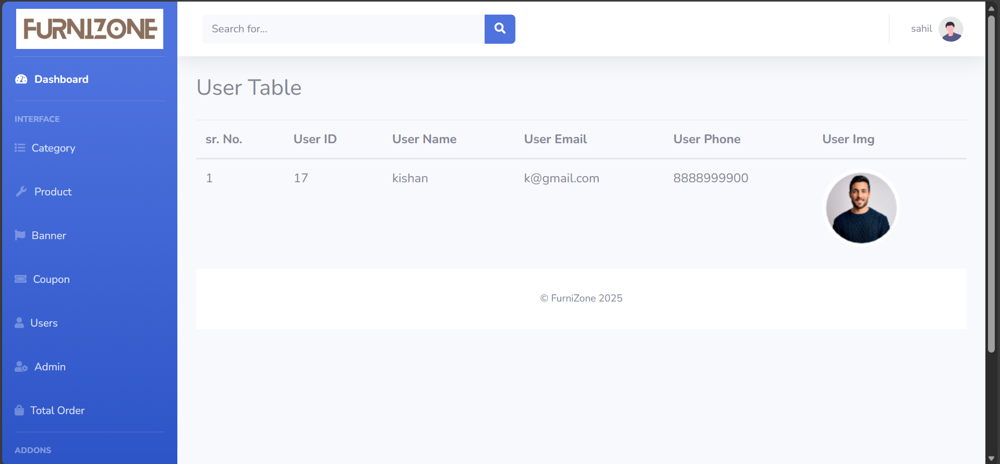 FURNIZONE
Search for...
sahil
Dashboard
INTERFACE
Category
Product
Banner
Coupon
Users
Admin
Total Order
ADDONS
User Table
sr. No. User ID User Name User Email User Phone User Img
1 17 kishan k@gmail.com 8888999900
© FurniZone 2025